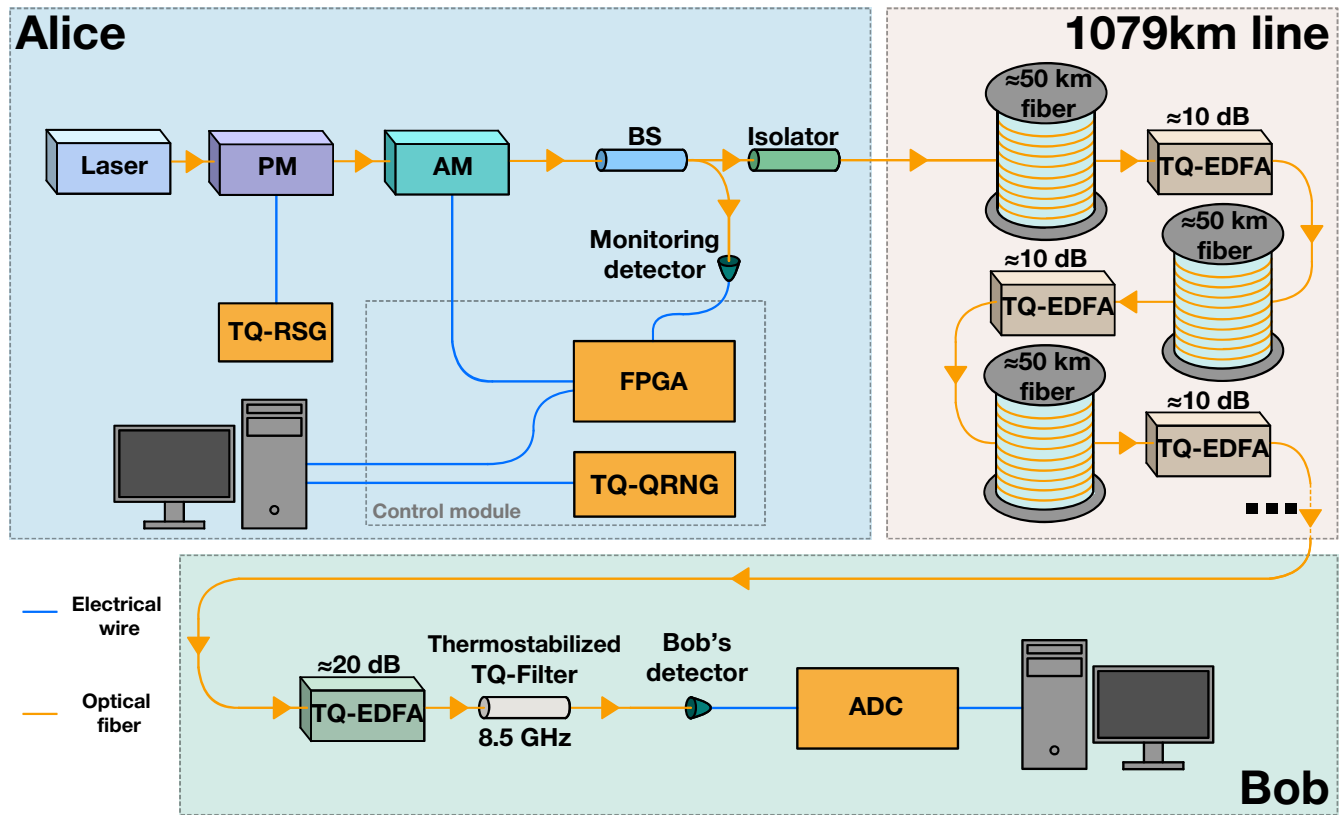 Alice
Laser
PM
AM
BS
Isolator
Monitoring
detector
TQ-RSG
FPGA
TQ-QRNG
Control module
1079km line
≈50 km
fiber
≈10 dB
TQ-EDFA
≈50 km
fiber
≈10 dB
TQ-EDFA
≈50 km
fiber
≈10 dB
TQ-EDFA
Electrical
wire
Optical
fiber
≈20 dB
TQ-EDFA
Thermostabilized
TQ-Filter
8.5 GHz
Bob's
detector
ADC
Bob